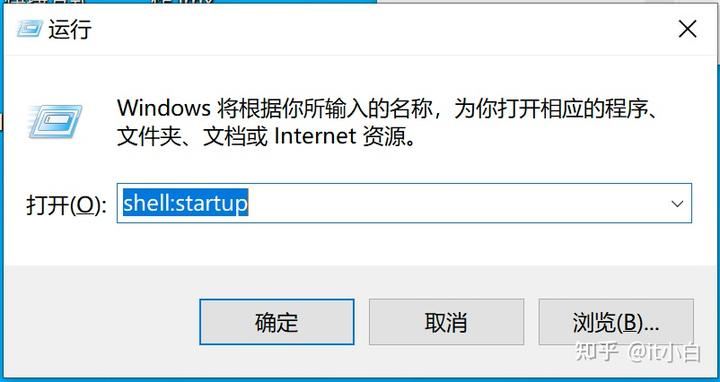 运行
Windows 将根据你所输入的名称，为你打开相应的程序、
文件夹、文档或 Internet 资源。
打开(O):
shell:startup
确定
取消
浏览(B)...
知乎 @it小白